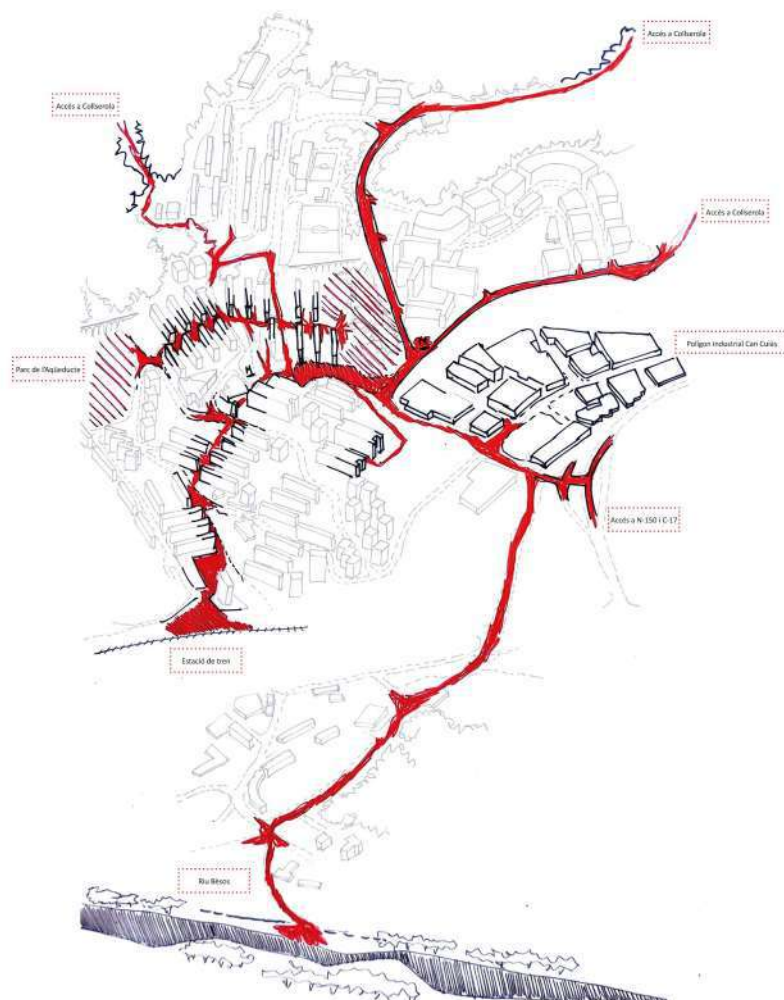 Accés a Collserola
Accés a Collserola
Accés a Collserola
Polígon Industrial Can Cuiàs
Parc de l'Aqüeducte
Accés a N-150 i C-17
Estació de tren
Riu Bésos